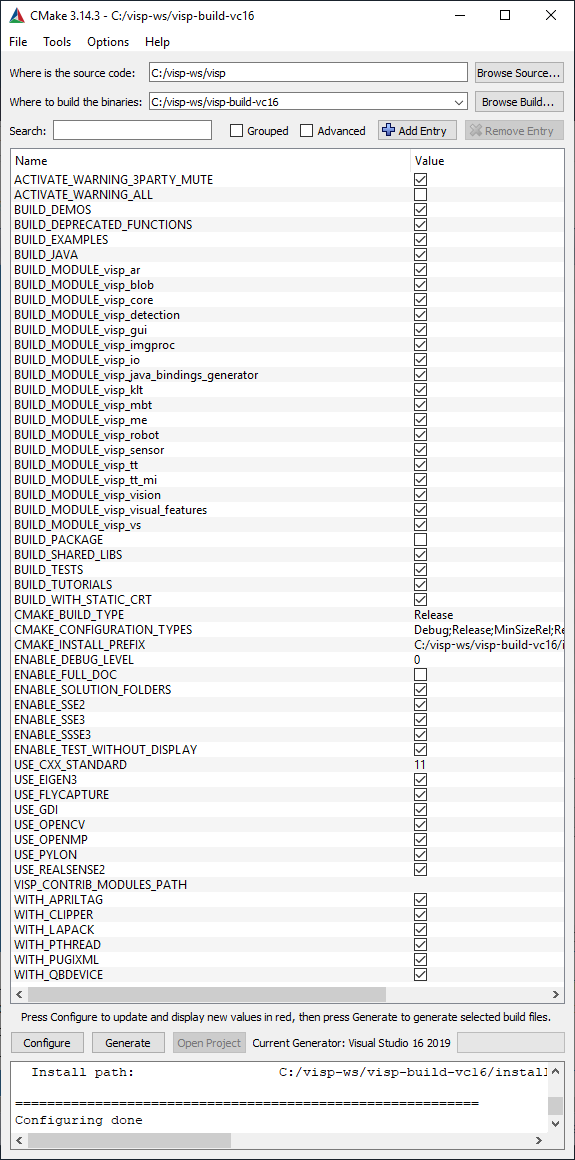 CMake 3.14.3 - C:/visp-ws/visp-build-vc16
File Tools Options Help
Where is the source code: C:/visp-ws/visp Browse Source...
Where to build the binaries: C:/visp-ws/visp-build-vc16 Browse Build...
Search: Grouped Advanced Add Entry Remove Entry
Name Value
ACTIVATE_WARNING_3PARTY_MUTE
ACTIVATE_WARNING_ALL
BUILD_DEMOS
BUILD_DEPRECATED_FUNCTIONS
BUILD_EXAMPLES
BUILD_JAVA
BUILD_MODULE_visp_ar
BUILD_MODULE_visp_blob
BUILD_MODULE_visp_core
BUILD_MODULE_visp_detection
BUILD_MODULE_visp_gui
BUILD_MODULE_visp_imgproc
BUILD_MODULE_visp_io
BUILD_MODULE_visp_java_bindings_generator
BUILD_MODULE_visp_klt
BUILD_MODULE_visp_mbt
BUILD_MODULE_visp_me
BUILD_MODULE_visp_robot
BUILD_MODULE_visp_sensor
BUILD_MODULE_visp_tt
BUILD_MODULE_visp_tt_mi
BUILD_MODULE_visp_vision
BUILD_MODULE_visp_visual_features
BUILD_MODULE_visp_vs
BUILD_PACKAGE
BUILD_SHARED_LIBS
BUILD_TESTS
BUILD_TUTORIALS
BUILD_WITH_STATIC_CRT
CMAKE_BUILD_TYPE Release
CMAKE_CONFIGURATION_TYPES Debug;Release;MinSizeRel;Re
CMAKE_INSTALL_PREFIX C:/visp-ws/visp-build-vc16/i
ENABLE_DEBUG_LEVEL 0
ENABLE_FULL_DOC
ENABLE_SOLUTION_FOLDERS
ENABLE_SSE2
ENABLE_SSE3
ENABLE_SSSE3
ENABLE_TEST_WITHOUT_DISPLAY
USE_CXX_STANDARD 11
USE_EIGEN3
USE_FLYCAPTURE
USE_GDI
USE_OPENCV
USE_OPENMP
USE_PYLON
USE_REALSENSE2
VISP_CONTRIB_MODULES_PATH
WITH_APRILTAG
WITH_CLIPPER
WITH_LAPACK
WITH_PTHREAD
WITH_PUGIXML
WITH_QBDEVICE
Press Configure to update and display new values in red, then press Generate to generate selected build files.
Configure Generate Open Project Current Generator: Visual Studio 16 2019
Install path: C:/visp-ws/visp-build-vc16/install
==========================================================
Configuring done